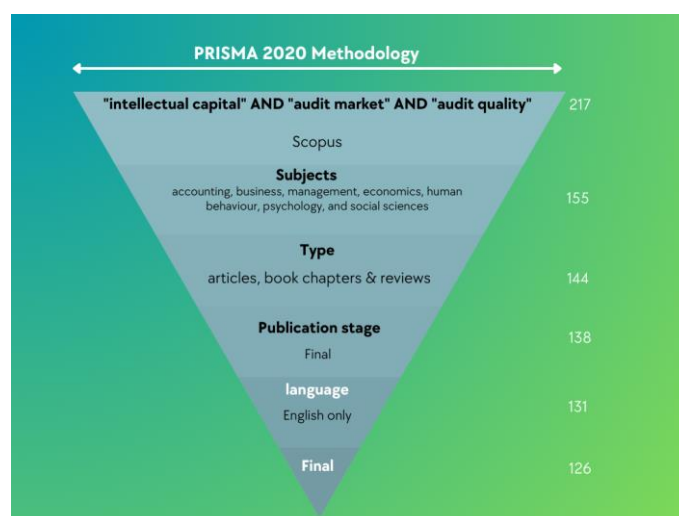 PRISMA 2020 Methodology
"intellectual capital" AND "audit market" AND "audit quality"
217
Scopus
Subjects
accounting, business, management, economics, human
behaviour, psychology, and social sciences
155
Type
articles, book chapters & reviews
144
Publication stage
Final
138
language
English only
131
Final
126